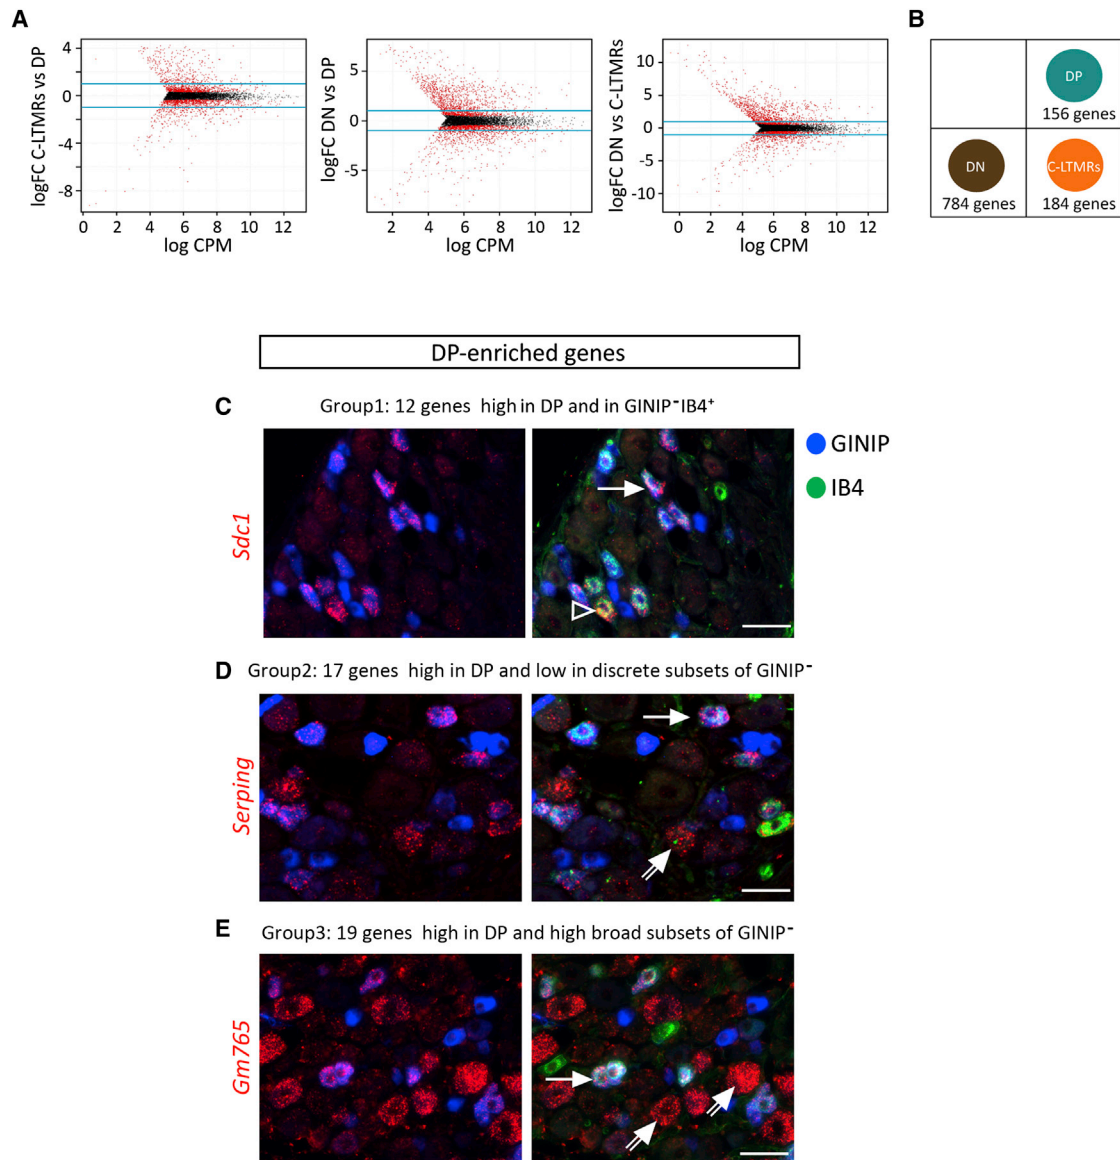 A
logFC C-LTMRs vs DP
4
0
-4
-8
0 2 4 6 8 10 12
log CPM
logFC DN vs DP
5
0
-5
2 4 6 8 10 12
log CPM
logFC DN vs C-LTMRs
10
5
0
-5
-10
0 2 4 6 8 10 12
log CPM
B
DP
156 genes
DN
784 genes
C-LTMRs
184 genes
DP-enriched genes
C
Group1: 12 genes high in DP and in GINIP⁻IB4⁺
Sdc1
GINIP
IB4
D
Group2: 17 genes high in DP and low in discrete subsets of GINIP⁻
Serping
E
Group3: 19 genes high in DP and high broad subsets of GINIP⁻
Gm765